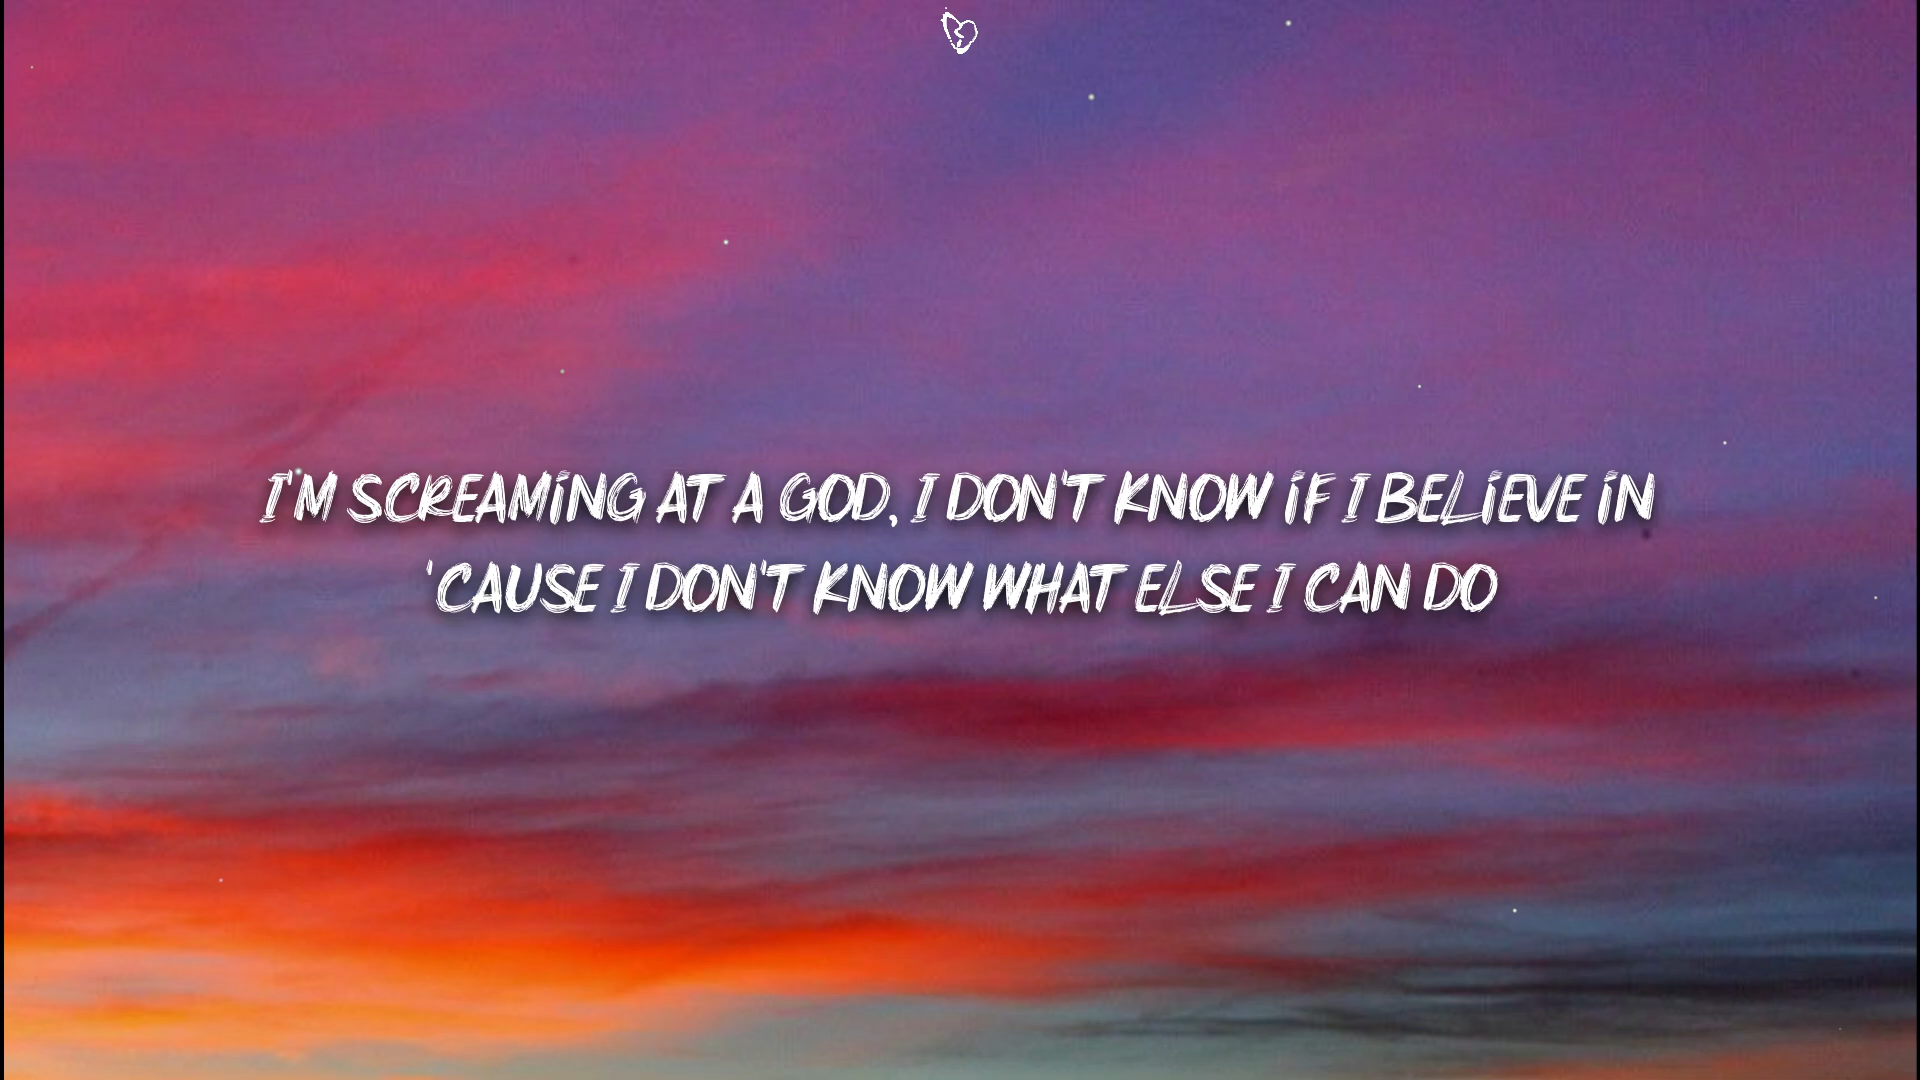 I'M SCREAMING AT A GOD, I DON'T KNOW IF I BELIEVE IN
'CAUSE I DON'T KNOW WHAT ELSE I CAN DO